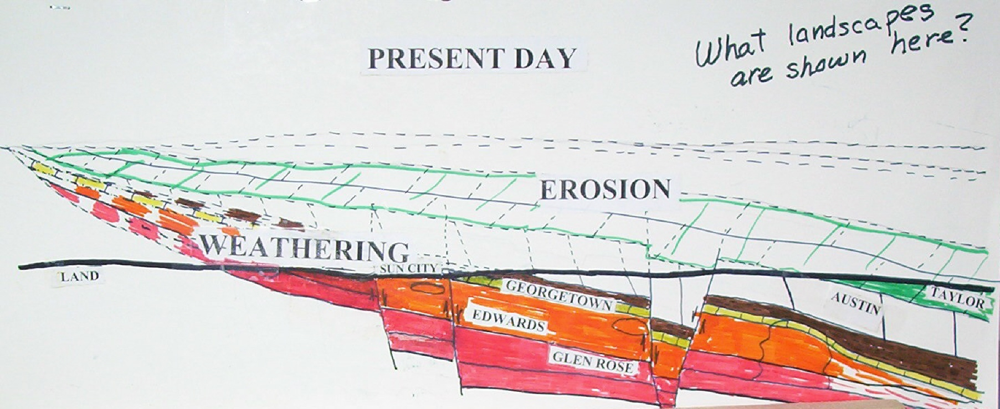 What landscapes
are shown here?
PRESENT DAY
EROSION
WEATHERING
SUN CITY
LAND
GEORGETOWN
TAYLOR
AUSTIN
EDWARDS
GLEN ROSE